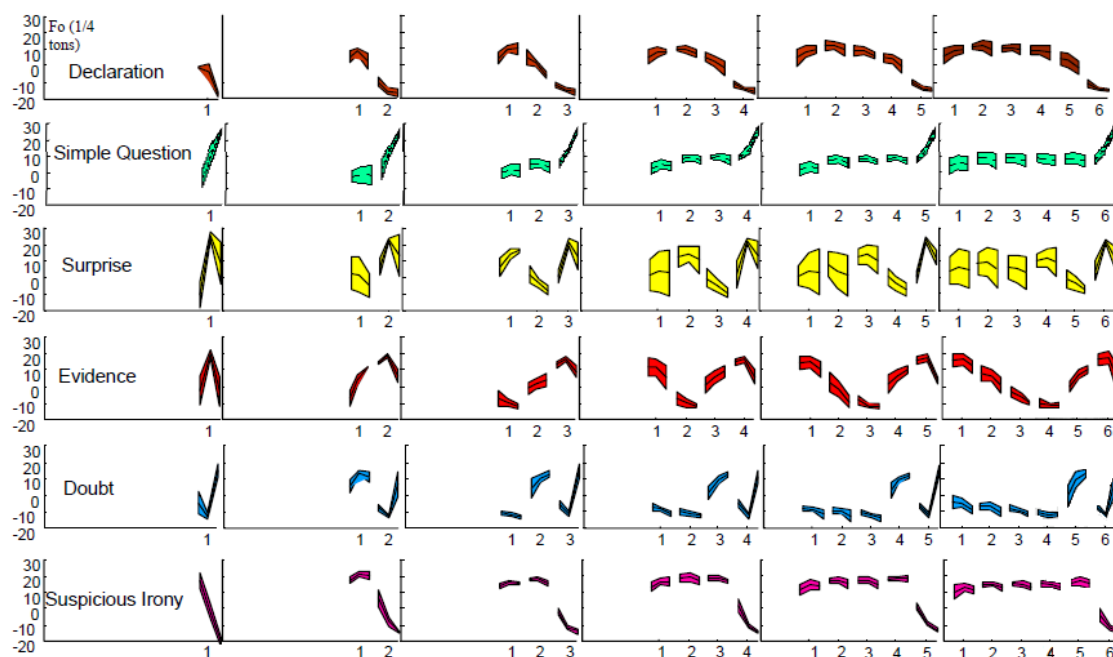 30
Fo (1/4
20
tons)
10
0 Declaration
-10
-20
1 1 2 1 2 3 1 2 3 4 1 2 3 4 5 1 2 3 4 5 6
30
20
10 Simple Question
0
-10
-20
1 1 2 1 2 3 1 2 3 4 1 2 3 4 5 1 2 3 4 5 6
30
20
10 Surprise
0
-10
-20
1 1 2 1 2 3 1 2 3 4 1 2 3 4 5 1 2 3 4 5 6
30
20
10 Evidence
0
-10
-20
1 1 2 1 2 3 1 2 3 4 1 2 3 4 5 1 2 3 4 5 6
30
20
10 Doubt
0
-10
-20
1 1 2 1 2 3 1 2 3 4 1 2 3 4 5 1 2 3 4 5 6
30
20
10 Suspicious Irony
0
-10
-20
1 1 2 1 2 3 1 2 3 4 1 2 3 4 5 1 2 3 4 5 6